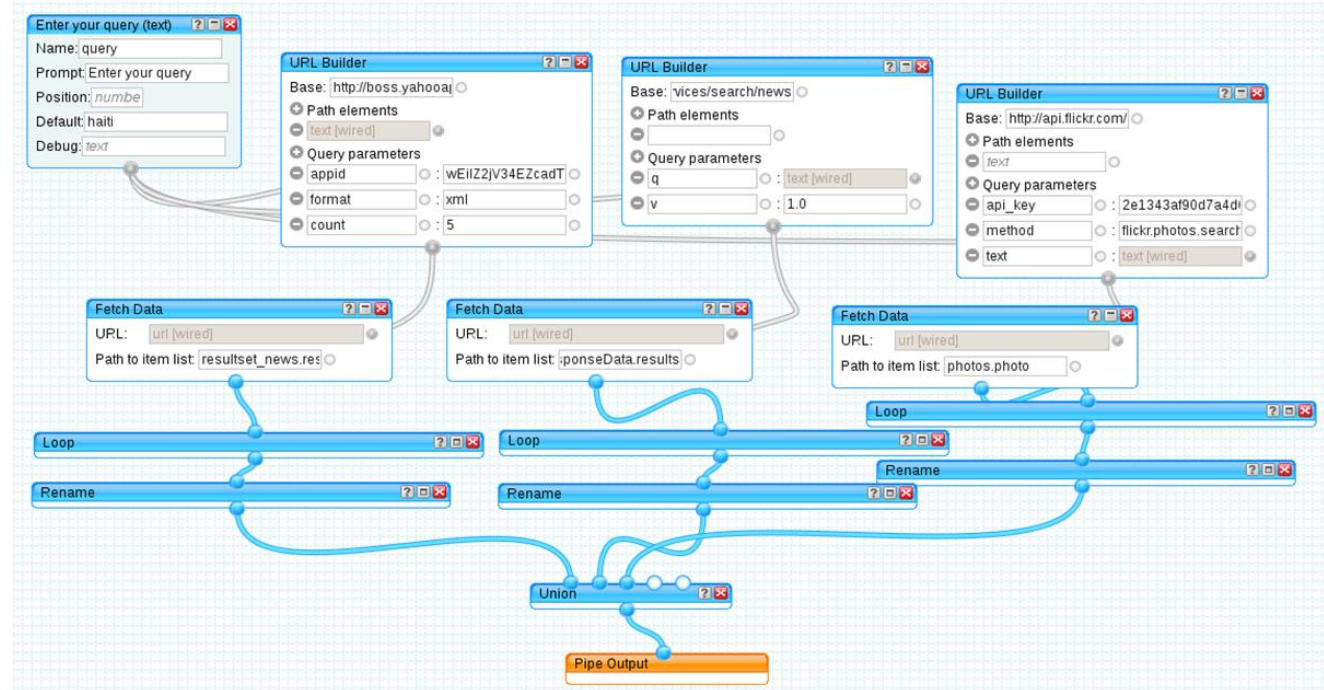 Enter your query (text)
Name: query
Prompt: Enter your query
Position: numbe
Default: haiti
Debug: text
URL Builder
Base: http://boss.yahooa
Path elements
text [wired]
Query parameters
appid : wEiIZ2jV34EZcadT
format : xml
count : 5
URL Builder
Base: vices/search/news
Path elements
Query parameters
q : text [wired]
v : 1.0
URL Builder
Base: http://api.flickr.com/
Path elements
text
Query parameters
api_key : 2e1343af90d7a4d
method : flickr.photos.search
text : text [wired]
Fetch Data
URL: url [wired]
Path to item list: resultset_news.res
Fetch Data
URL: url [wired]
Path to item list: ponseData.results
Fetch Data
URL: url [wired]
Path to item list: photos.photo
Loop
Loop
Loop
Rename
Rename
Rename
Union
Pipe Output